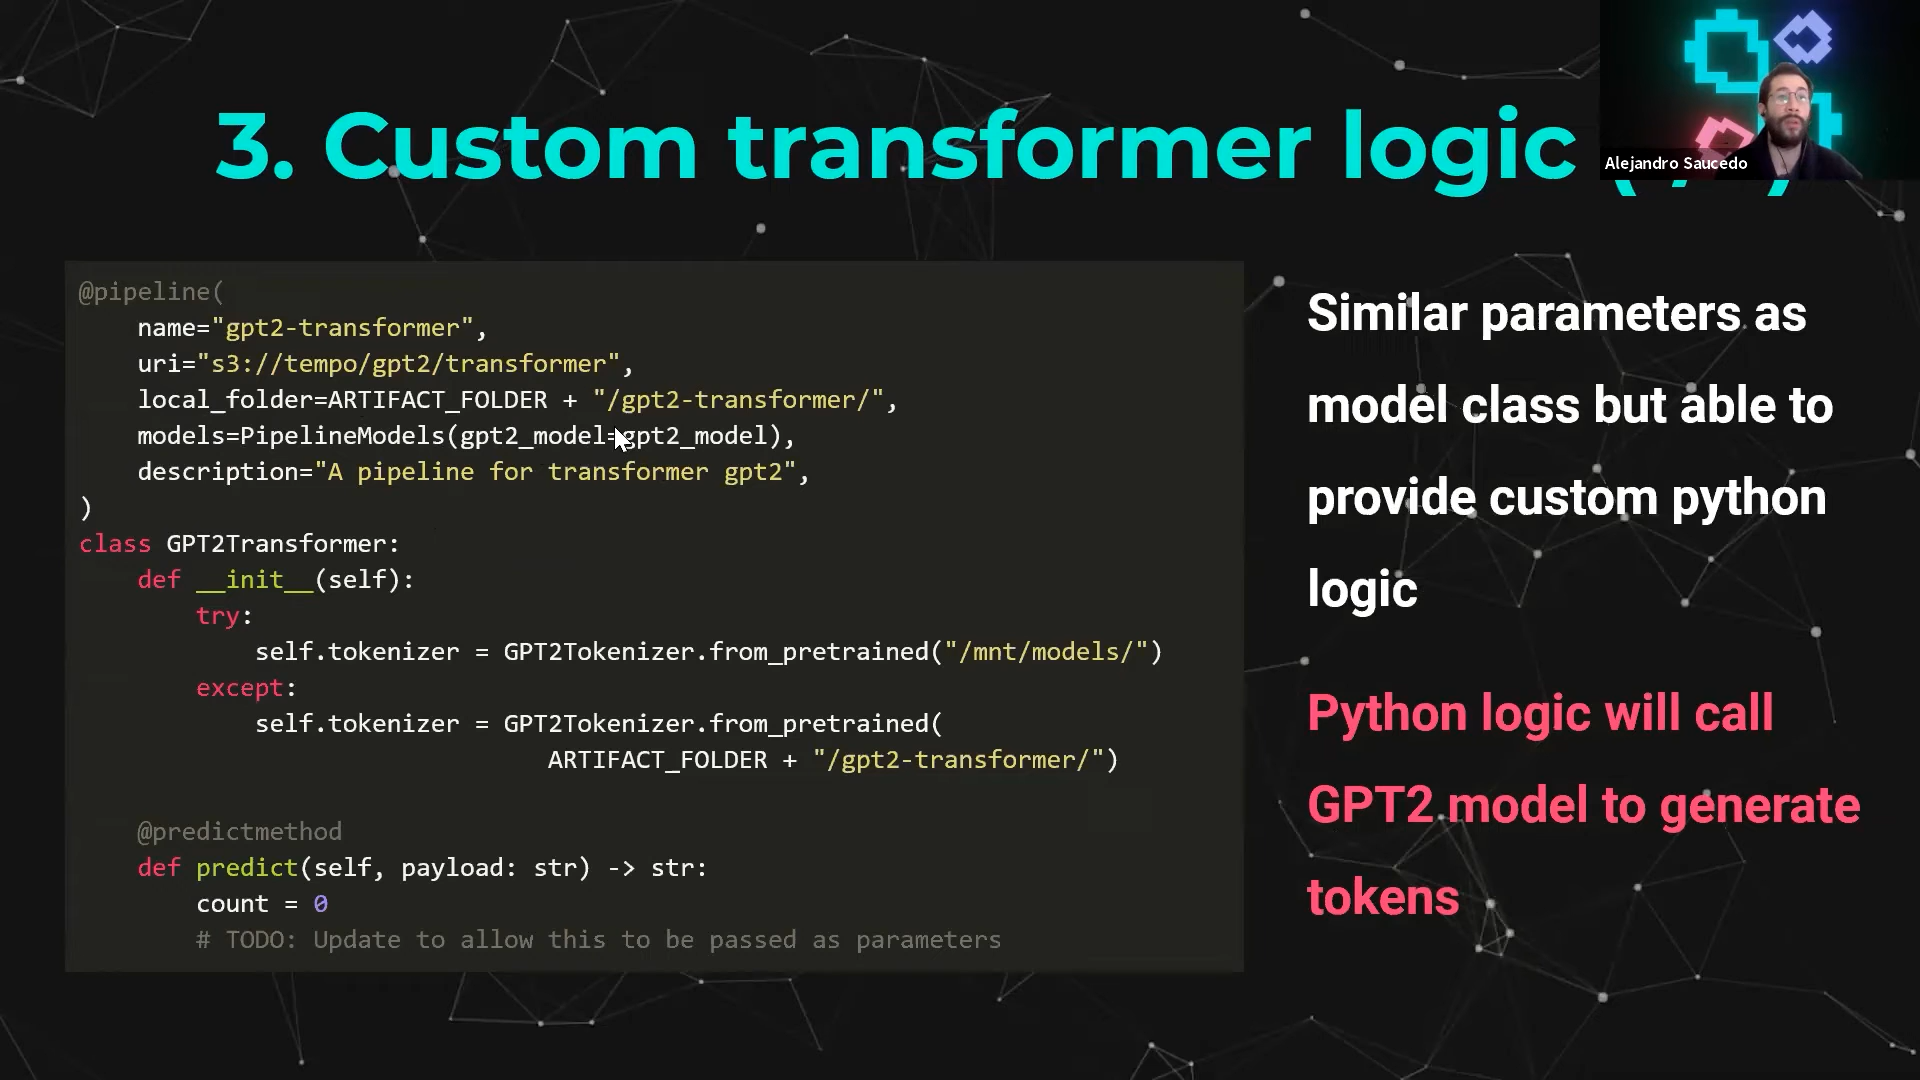 3. Custom transformer logic
Alejandro Saucedo
@pipeline(
    name="gpt2-transformer",
    uri="s3://tempo/gpt2/transformer",
    local_folder=ARTIFACT_FOLDER + "/gpt2-transformer/",
    models=PipelineModels(gpt2_model=gpt2_model),
    description="A pipeline for transformer gpt2",
)
class GPT2Transformer:
    def __init__(self):
        try:
            self.tokenizer = GPT2Tokenizer.from_pretrained("/mnt/models/")
        except:
            self.tokenizer = GPT2Tokenizer.from_pretrained(
                                ARTIFACT_FOLDER + "/gpt2-transformer/")
    @predictmethod
    def predict(self, payload: str) -> str:
        count = 0
        # TODO: Update to allow this to be passed as parameters
Similar parameters as
model class but able to
provide custom python
logic
Python logic will call
GPT2 model to generate
tokens